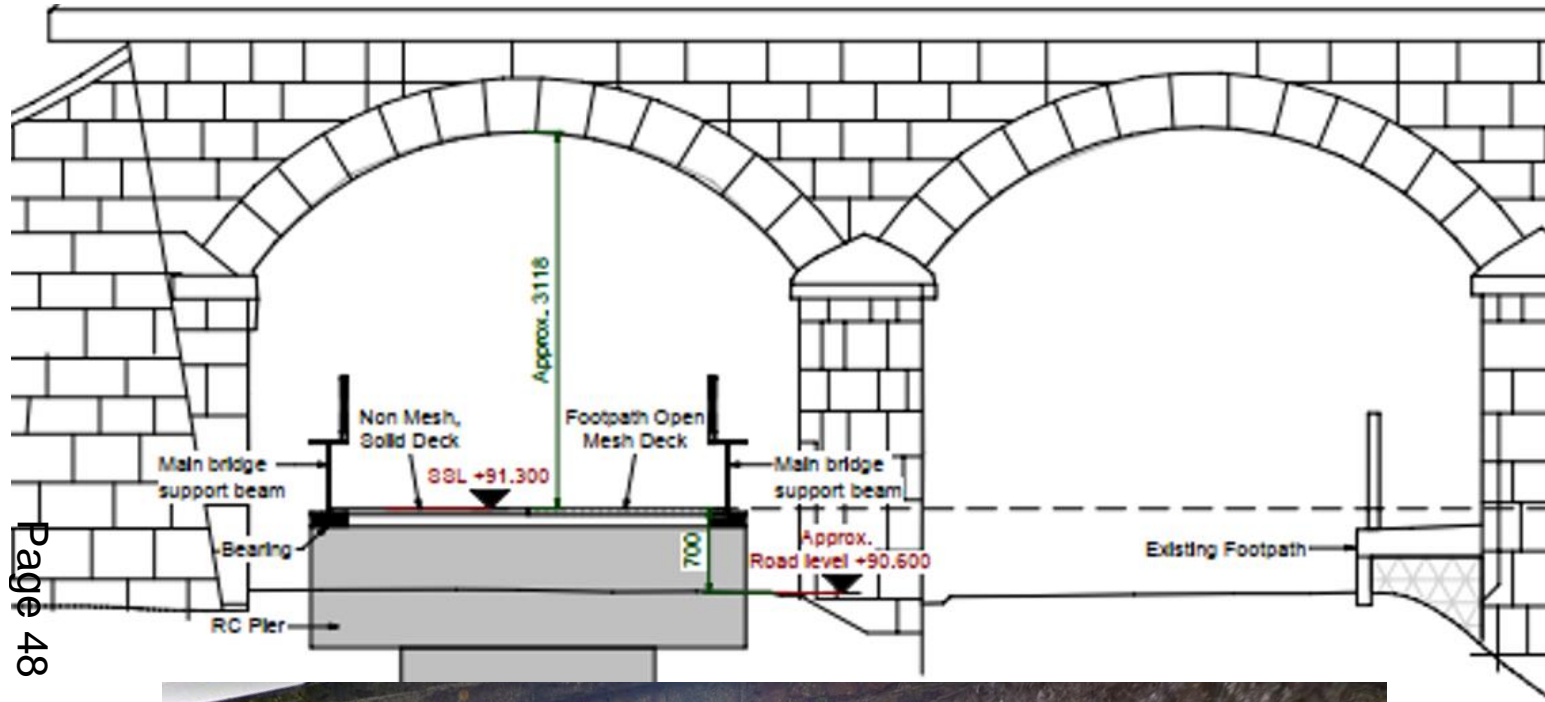 Approx. 3118
Non Mesh,
Solid Deck
Footpath Open
Mesh Deck
SSL +91.300
Main bridge
support beam
Main bridge
support beam
Bearing
700
Approx.
Road level +90.600
Existing Footpath
RC Pier
Page 48